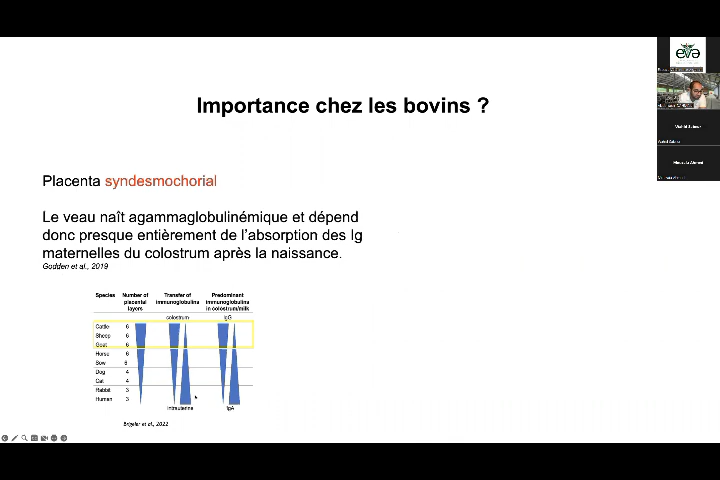 Importance chez les bovins ?
Placenta syndesmochorial
Le veau naît agammaglobulinémique et dépend
donc presque entièrement de l'absorption des Ig
maternelles du colostrum après la naissance.
Godden et al., 2019
Species Number of placental layers Transfer of immunoglobulins Predominant immunoglobulins in colostrum/milk
colostrum IgG
Cattle 6
Sheep 6
Goat 6
Horse 6
Sow 6
Dog 4
Cat 4
Rabbit 3
Human 3
intrauterine IgA
Brigeler et al., 2022
eva